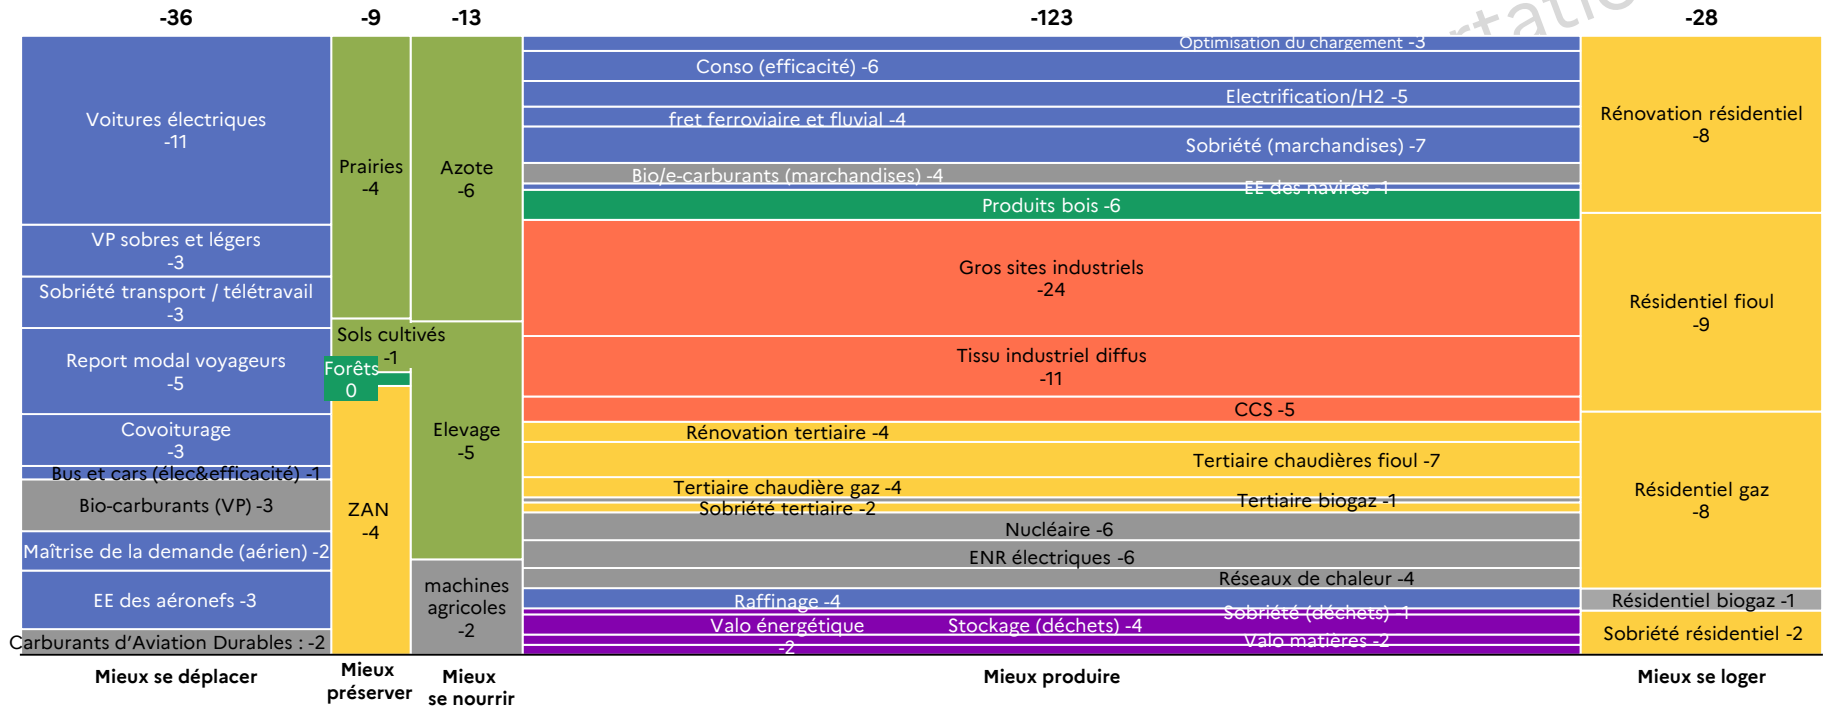 -36
-9
-13
-123
-28
Voitures électriques
-11
VP sobres et légers
-3
Sobriété transport / télétravail
-3
Report modal voyageurs
-5
Covoiturage
-3
Bus et cars (élec&efficacité) -1
Bio-carburants (VP) -3
Maîtrise de la demande (aérien) -2
EE des aéronefs -3
Carburants d’Aviation Durables : -2
Prairies
-4
Sols cultivés
-1
Forêts
0
ZAN
-4
Azote
-6
Elevage
-5
machines
agricoles
-2
Optimisation du chargement -3
Conso (efficacité) -6
Electrification/H2 -5
fret ferroviaire et fluvial -4
Sobriété (marchandises) -7
Bio/e-carburants (marchandises) -4
EE des navires -1
Produits bois -6
Gros sites industriels
-24
Tissu industriel diffus
-11
CCS -5
Rénovation tertiaire -4
Tertiaire chaudières fioul -7
Tertiaire chaudière gaz -4
Tertiaire biogaz -1
Sobriété tertiaire -2
Nucléaire -6
ENR électriques -6
Réseaux de chaleur -4
Raffinage -4
Sobriété (déchets) -1
Valo énergétique
-2
Stockage (déchets) -4
Valo matières -2
Rénovation résidentiel
-8
Résidentiel fioul
-9
Résidentiel gaz
-8
Résidentiel biogaz -1
Sobriété résidentiel -2
Mieux se déplacer
Mieux
préserver
Mieux
se nourrir
Mieux produire
Mieux se loger